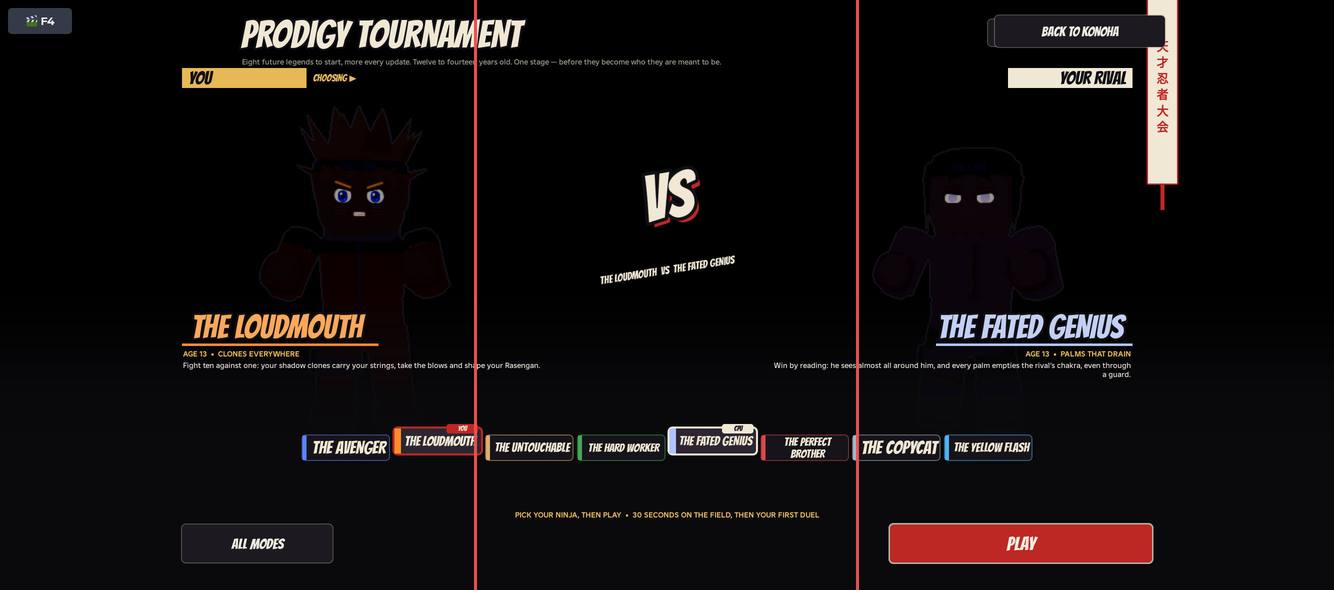 F4
PRODIGY TOURNAMENT
Eight future legends to start, more every update. Twelve to fourteen years old. One stage — before they become who they are meant to be.
BACK TO KONOHA
天才忍者大会
YOU
CHOOSING ▶
YOUR RIVAL
VS
THE LOUDMOUTH VS THE FATED GENIUS
THE LOUDMOUTH
AGE 13 • CLONES EVERYWHERE
Fight ten against one: your shadow clones carry your strings, take the blows and shape your Rasengan.
THE FATED GENIUS
AGE 13 • PALMS THAT DRAIN
Win by reading: he sees almost all around him, and every palm empties the rival's chakra, even through
a guard.
THE AVENGER
YOU
THE LOUDMOUTH
THE UNTOUCHABLE
THE HARD WORKER
CPU
THE FATED GENIUS
THE PERFECT
BROTHER
THE COPYCAT
THE YELLOW FLASH
PICK YOUR NINJA, THEN PLAY • 30 SECONDS ON THE FIELD, THEN YOUR FIRST DUEL
ALL MODES
PLAY